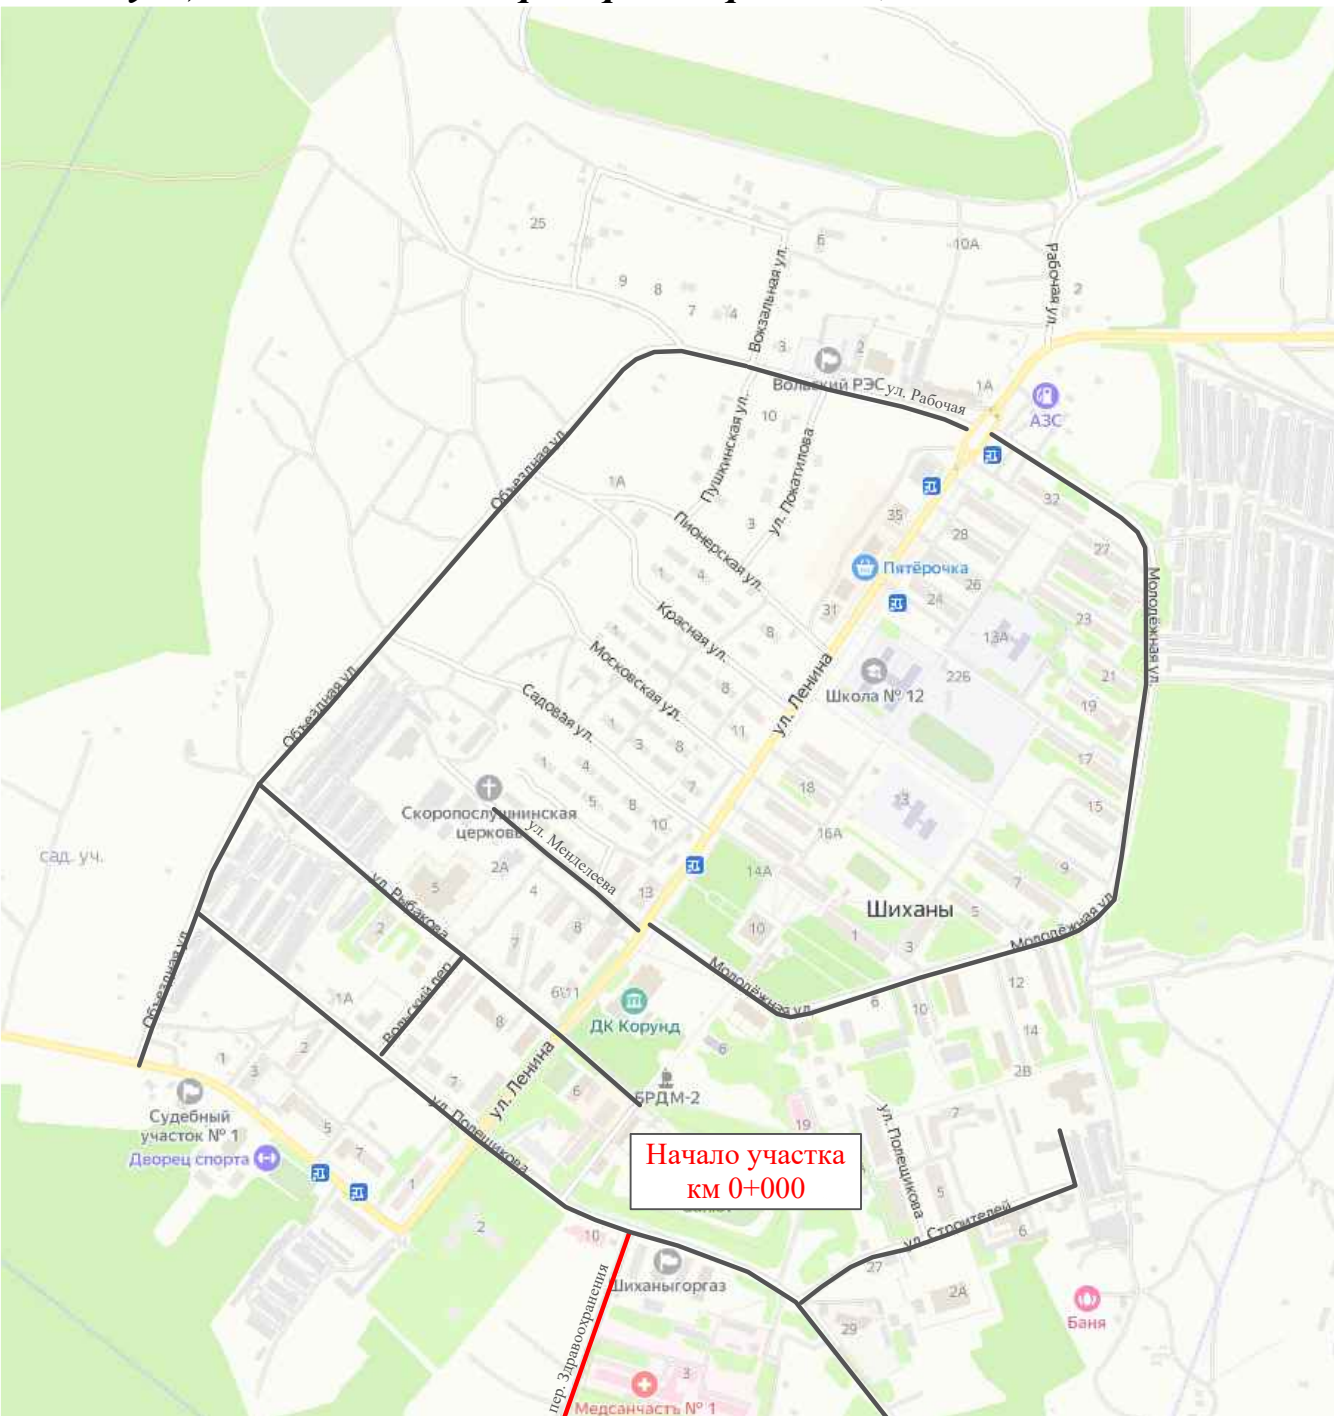 25
6
10А
Рабочая ул.
2
9
8
7
4
Вокзальная ул.
3
2
Вольский РЭС
ул. Рабочая
1А
АЗС
10
Пушкинская ул.
ул. Покатилова
Объездная ул.
1А
3
35
32
28
27
Пионерская ул.
Пятёрочка
1
4
26
24
31
Молодёжная ул.
Красная ул.
8
23
13А
Московская ул.
ул. Ленина
Школа № 12
22Б
21
8
19
Садовая ул.
Объездная ул.
1
3
8
11
17
1
4
7
18
13
15
Скоропослушнинская
церковь
5
8
10
ул. Менделеева
16А
сад. уч.
2А
14А
9
5
4
13
7
ул. Рыбакова
Шиханы
5
2
7
8
10
1
3
Молодёжная ул.
Объездная ул.
Вольский пер.
Молодёжная ул.
12
1А
6\11
6
10
8
ДК Корунд
14
1
2
6
3
2В
7
ул. Ленина
6
БРДМ-2
Судебный
участок № 1
ул. Полещикова
19
7
5
Дворец спорта
7
Начало участка
км 0+000
ул. Полещикова
1
5
ул. Строителей
6
2
10
27
Шиханыгоргаз
2А
пер. Здравоохранения
29
Баня
3
Медсанчасть № 1